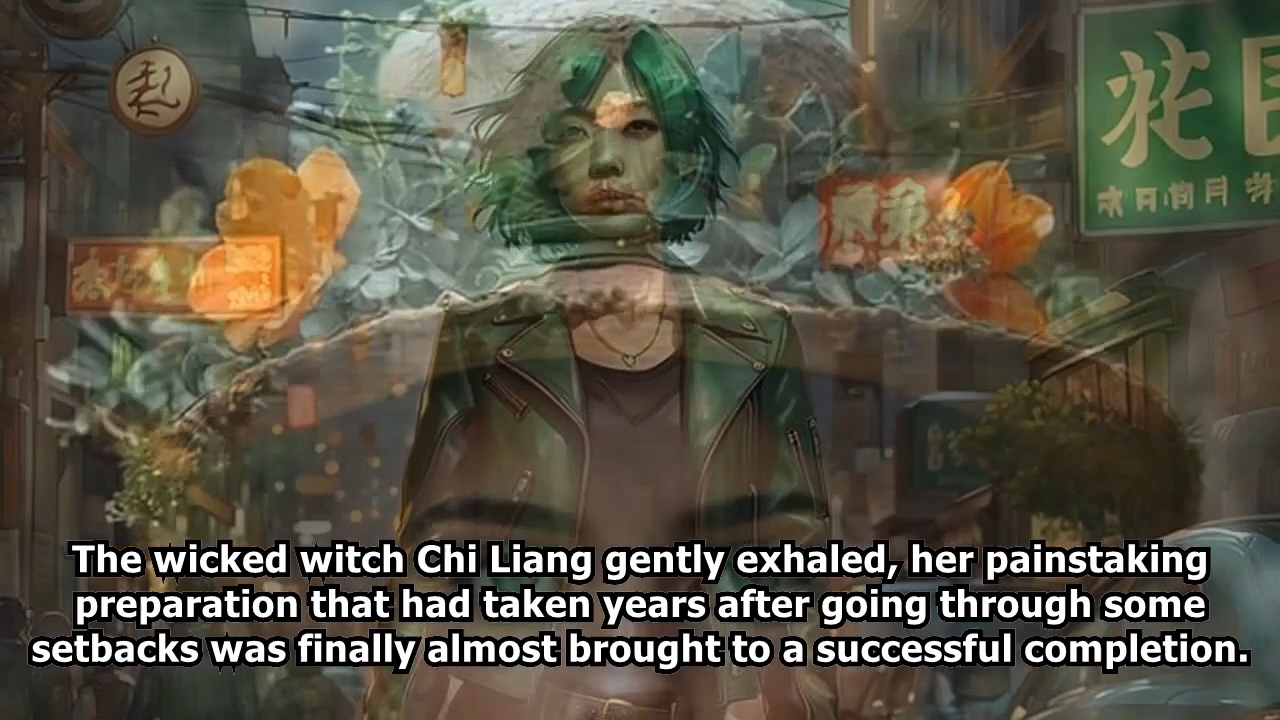 花
The wicked witch Chi Liang gently exhaled, her painstaking
preparation that had taken years after going through some
setbacks was finally almost brought to a successful completion.